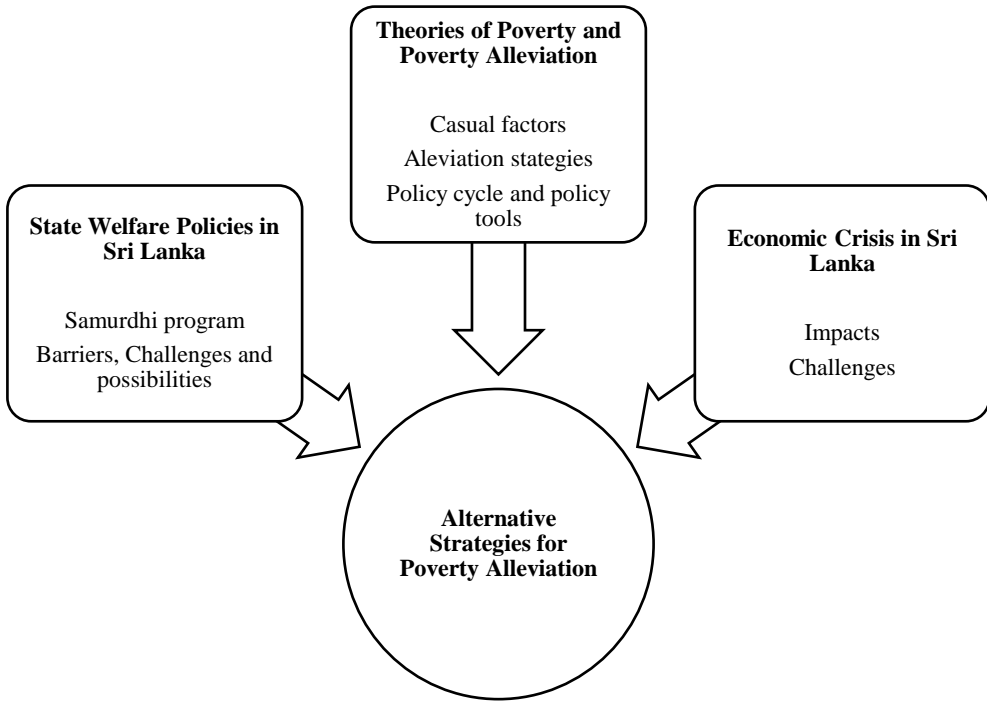 Theories of Poverty and
Poverty Alleviation
Casual factors
Aleviation stategies
Policy cycle and policy
tools
State Welfare Policies in
Sri Lanka
Samurdhi program
Barriers, Challenges and
possibilities
Economic Crisis in Sri
Lanka
Impacts
Challenges
Alternative
Strategies for
Poverty Alleviation